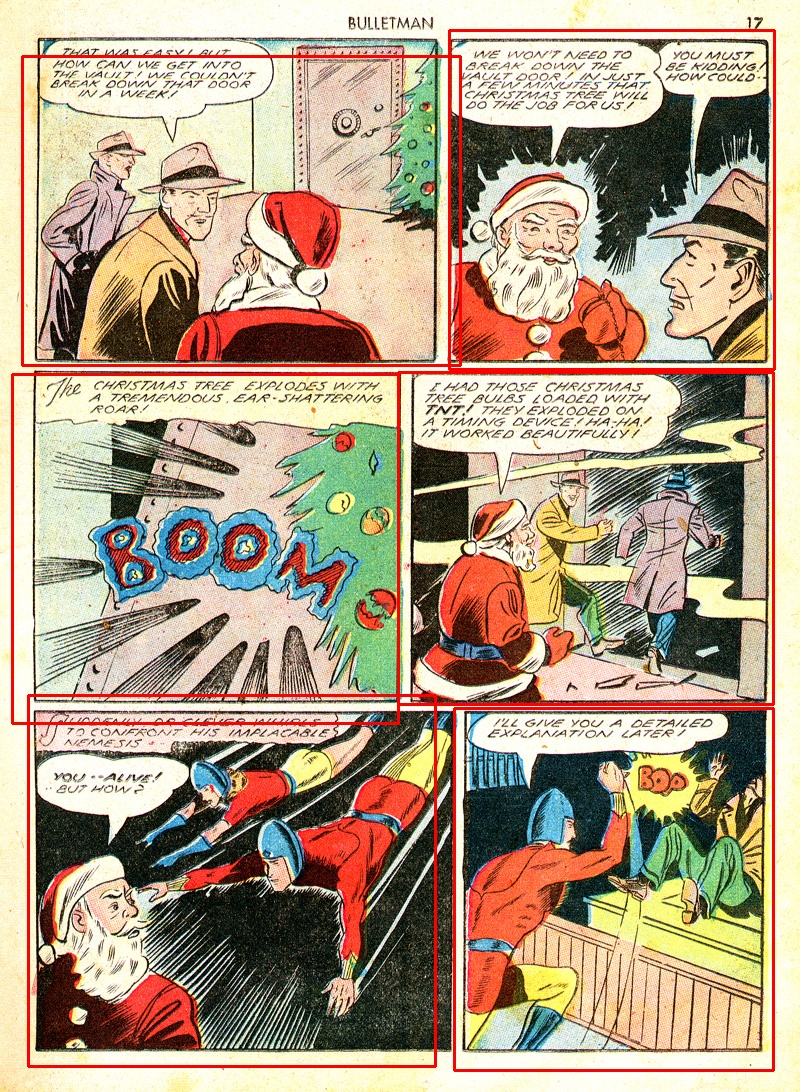 BULLETMAN
17
THAT WAS EASY! BUT
HOW CAN WE GET INTO
THE VAULT! WE COULDN'T
BREAK DOWN THAT DOOR
IN A WEEK!
WE WON'T NEED TO
BREAK DOWN THE
VAULT DOOR! IN JUST
A FEW MINUTES THAT
CHRISTMAS TREE WILL
DO THE JOB FOR US!
YOU MUST
BE KIDDING!
HOW COULD--
The CHRISTMAS TREE EXPLODES WITH
A TREMENDOUS, EAR-SHATTERING
ROAR!
BOOM
I HAD THOSE CHRISTMAS
TREE BULBS LOADED WITH
TNT! THEY EXPLODED ON
A TIMING DEVICE! HA-HA!
IT WORKED BEAUTIFULLY!
SUDDENLY, DR. CLEVER WHIRLS
TO CONFRONT HIS IMPLACABLE
NEMESIS--
YOU--ALIVE!
BUT HOW?
I'LL GIVE YOU A DETAILED
EXPLANATION LATER!
BOP